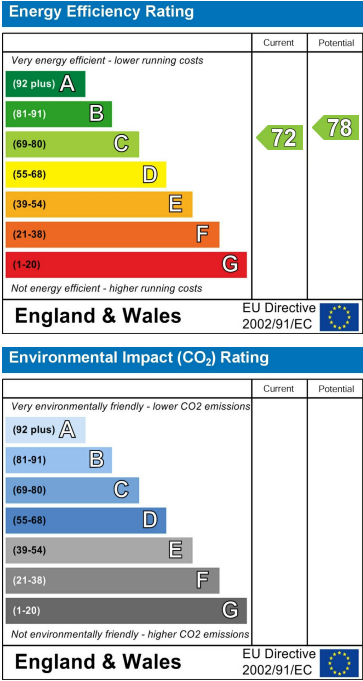 Energy Efficiency Rating
Current Potential
Very energy efficient - lower running costs
(92 plus) A
(81-91) B
(69-80) C
72 78
(55-68) D
(39-54) E
(21-38) F
(1-20) G
Not energy efficient - higher running costs
England & Wales
EU Directive
2002/91/EC
Environmental Impact (CO₂) Rating
Current Potential
Very environmentally friendly - lower CO2 emissions
(92 plus) A
(81-91) B
(69-80) C
(55-68) D
(39-54) E
(21-38) F
(1-20) G
Not environmentally friendly - higher CO2 emissions
England & Wales
EU Directive
2002/91/EC